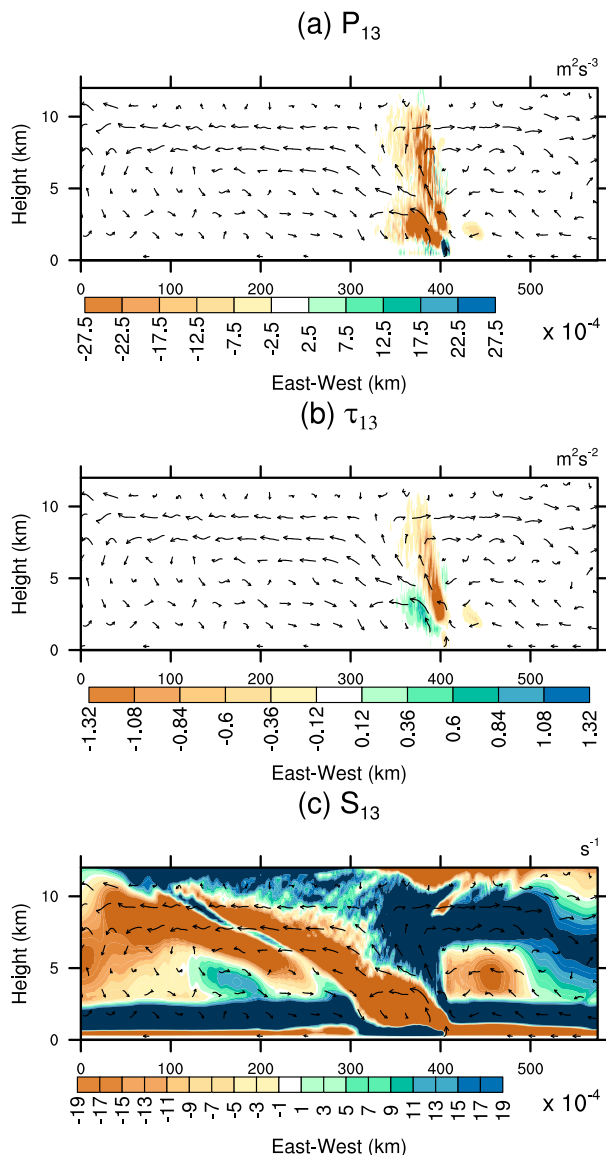 (a) P13
m2s-3
Height (km)
10
5
0
0 100 200 300 400 500
-27.5 -22.5 -17.5 -12.5 -7.5 -2.5 2.5 7.5 12.5 17.5 22.5 27.5
x 10-4
East-West (km)
(b) τ13
m2s-2
Height (km)
10
5
0
0 100 200 300 400 500
-1.32 -1.08 -0.84 -0.6 -0.36 -0.12 0.12 0.36 0.6 0.84 1.08 1.32
East-West (km)
(c) S13
s-1
Height (km)
10
5
0
0 100 200 300 400 500
-19 -17 -15 -13 -11 -9 -7 -5 -3 -1 1 3 5 7 9 11 13 15 17 19
x 10-4
East-West (km)